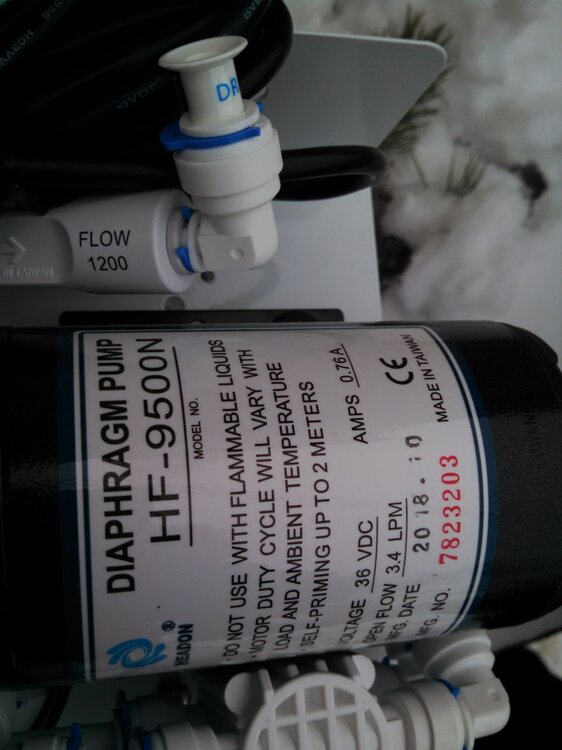 DR
FLOW
1200
IN TAIWAN
DIAPHRAGM PUMP
HF-9500N
MODEL NO.
DO NOT USE WITH FLAMMABLE LIQUIDS
MOTOR DUTY CYCLE WILL VARY WITH
LOAD AND AMBIENT TEMPERATURE
SELF-PRIMING UP TO 2 METERS
VOLTAGE 36 VDC AMPS 0.76A
OPEN FLOW 3.4 LPM
MFG. DATE 2018.10 CE
MFG. NO. 7823203 MADE IN TAIWAN
HEADON®